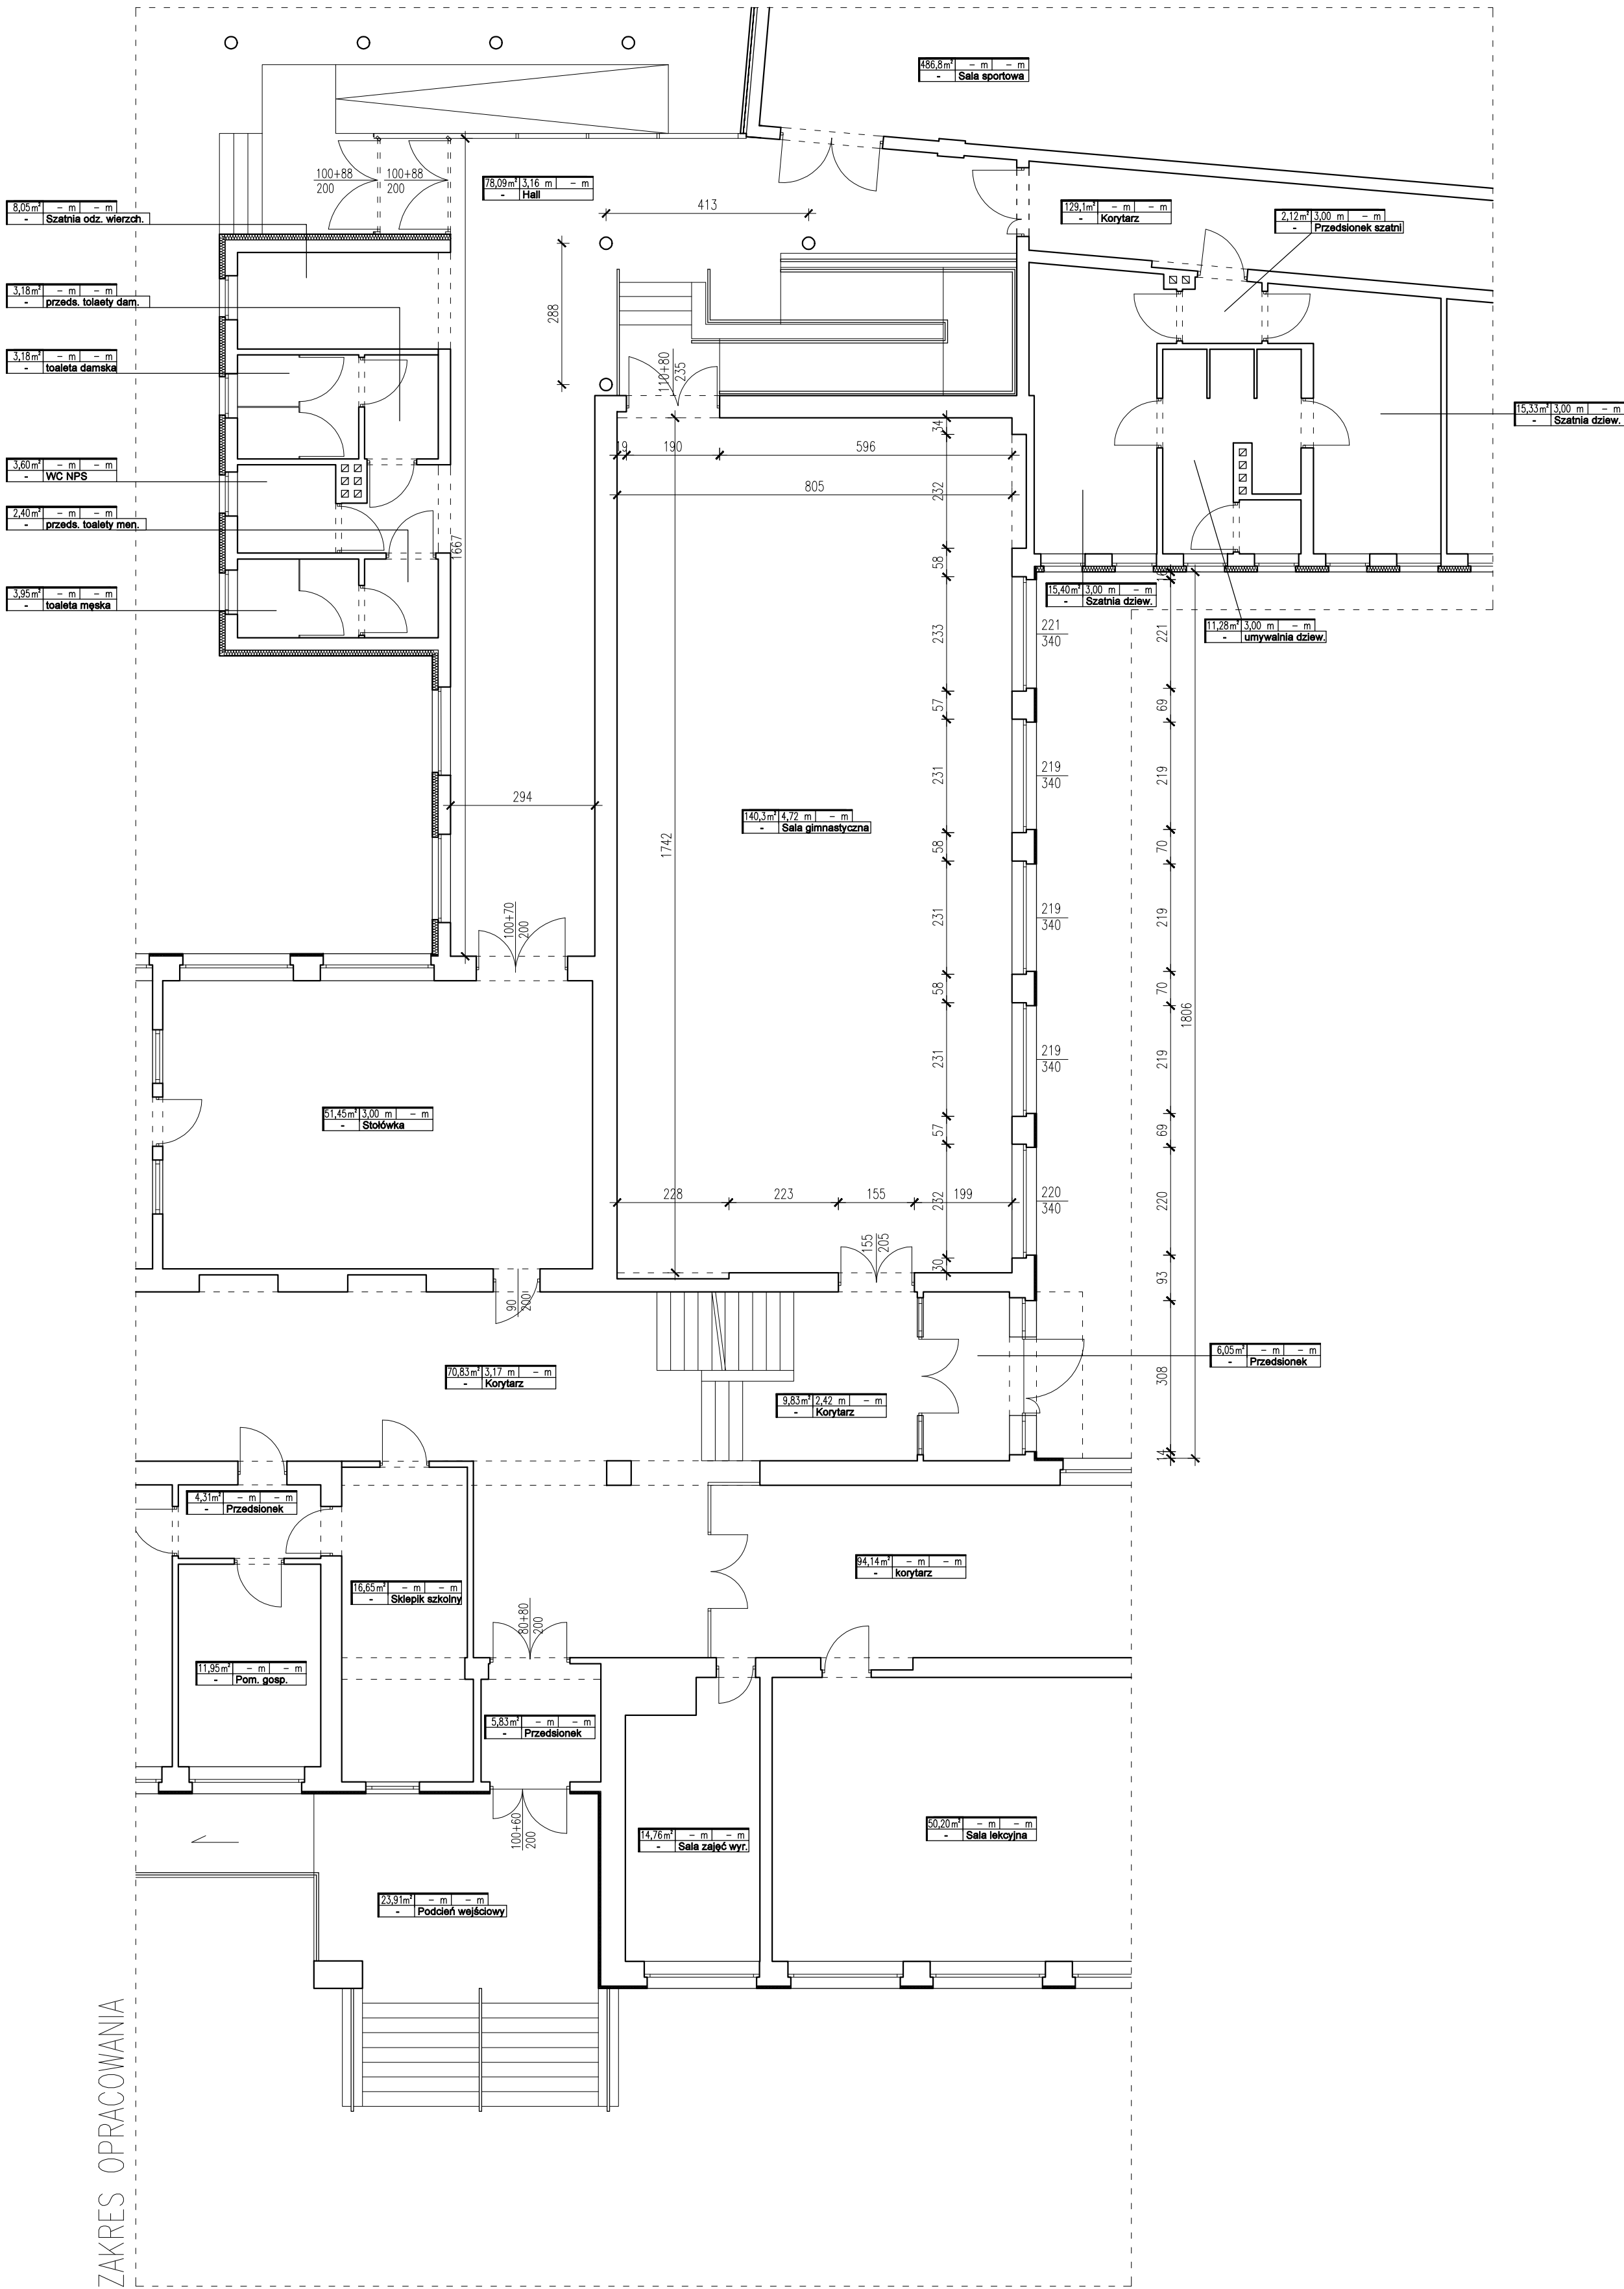 486,8m² – m – m
- Sala sportowa
100+88
200
100+88
200
78,09m² 3,16 m – m
- Hall
8,05m² – m – m
- Szatnia odz. wierzch.
413
129,1m² – m – m
- Korytarz
2,12m² 3,00 m – m
- Przedsionek szatni
3,18m² – m – m
- przeds. tolaety dam.
288
3,18m² – m – m
- toaleta damska
110+80
235
15,33m² 3,00 m – m
- Szatnia dziew.
34
19
190
596
3,60m² – m – m
- WC NPS
805
232
2,40m² – m – m
- przeds. toalety men.
1667
58
3,95m² – m – m
- toaleta męska
15,40m² 3,00 m – m
- Szatnia dziew.
11,28m² 3,00 m – m
- umywalnia dziew.
233
221
340
221
57
69
231
219
340
219
294
140,3m² 4,72 m – m
- Sala gimnastyczna
1742
58
70
100+70
200
231
219
340
219
58
70
1806
231
219
340
219
51,45m² 3,00 m – m
- Stołówka
57
69
228
223
155
199
232
220
340
220
155
205
30
93
90
200
70,83m² 3,17 m – m
- Korytarz
9,83m² 2,42 m – m
- Korytarz
6,05m² – m – m
- Przedsionek
308
14
4,31m² – m – m
- Przedsionek
94,14m² – m – m
- korytarz
16,65m² – m – m
- Sklepik szkolny
80+80
200
11,95m² – m – m
- Pom. gosp.
5,83m² – m – m
- Przedsionek
100+60
200
14,76m² – m – m
- Sala zajęć wyr.
50,20m² – m – m
- Sala lekcyjna
23,91m² – m – m
- Podcień wejściowy
ZAKRES OPRACOWANIA